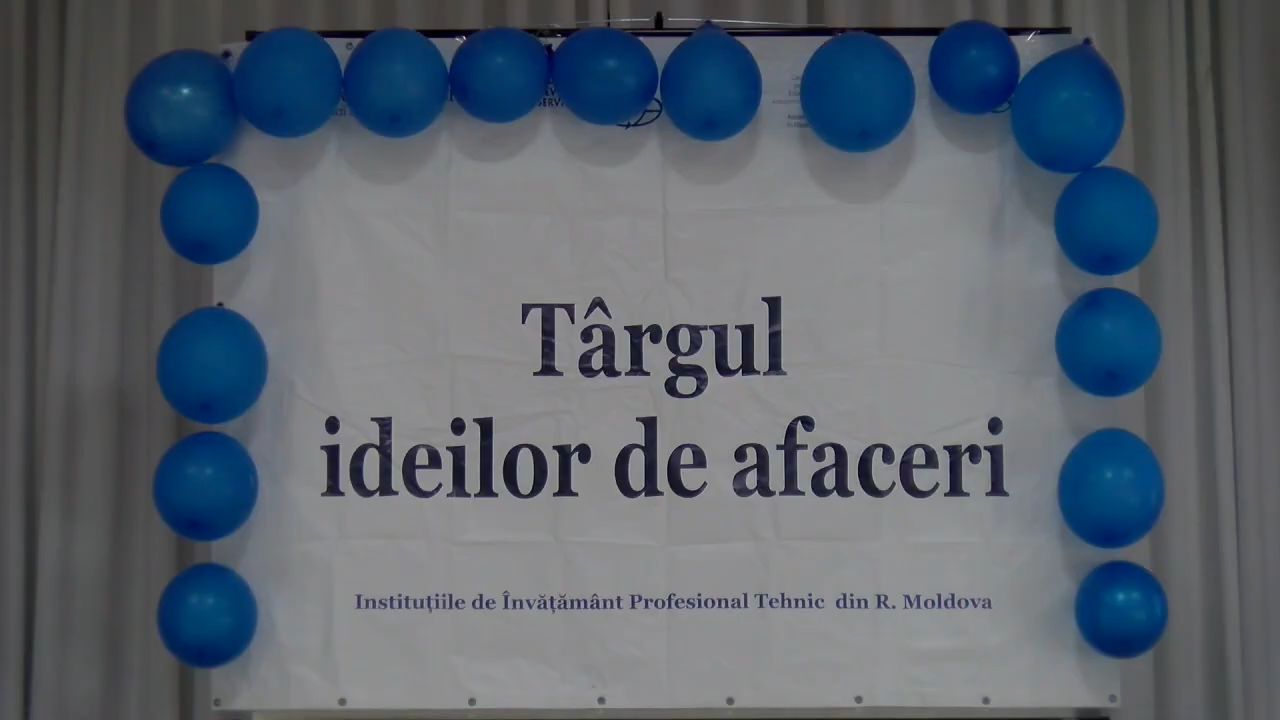 Târgul
ideilor de afaceri
Instituțiile de Învățământ Profesional Tehnic din R. Moldova